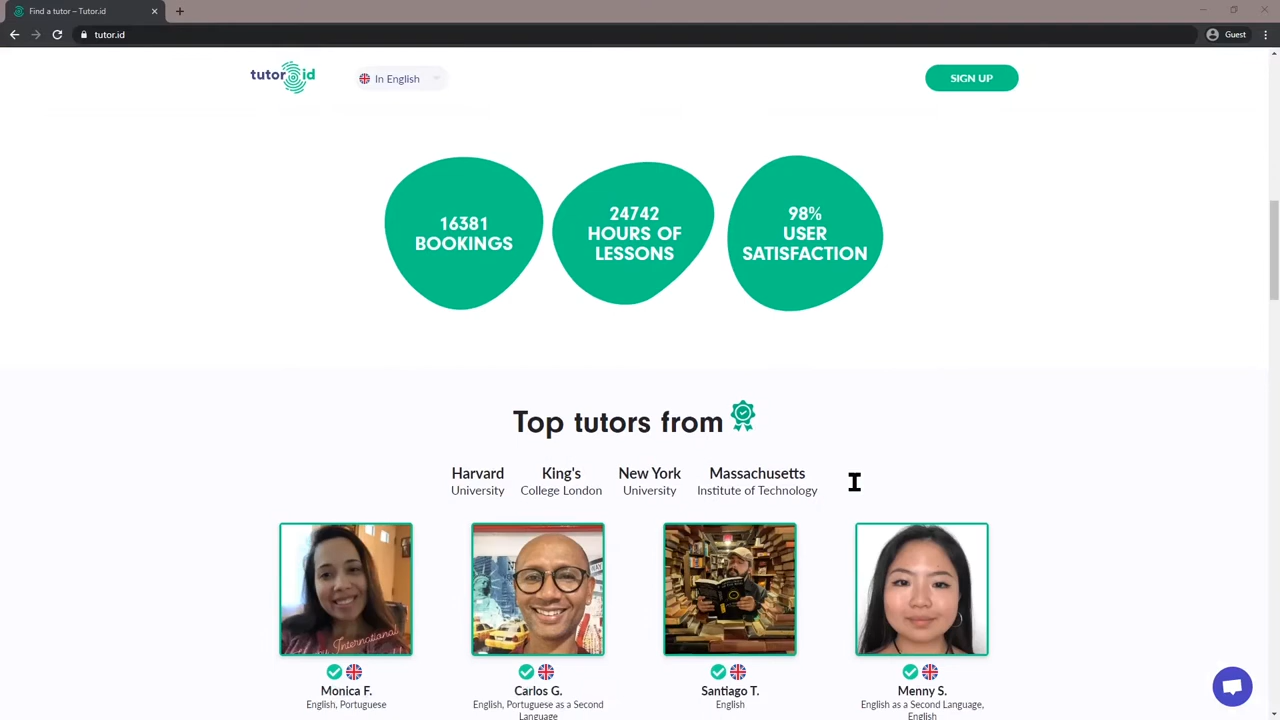 Find a tutor – Tutor.id
tutor.id
Guest
tutor id
In English
SIGN UP
16381
BOOKINGS
24742
HOURS OF
LESSONS
98%
USER
SATISFACTION
Top tutors from
Harvard
University
King's
College London
New York
University
Massachusetts
Institute of Technology
Monica F.
English, Portuguese
Carlos G.
English, Portuguese as a Second
Language
Santiago T.
English
Menny S.
English as a Second Language,
English